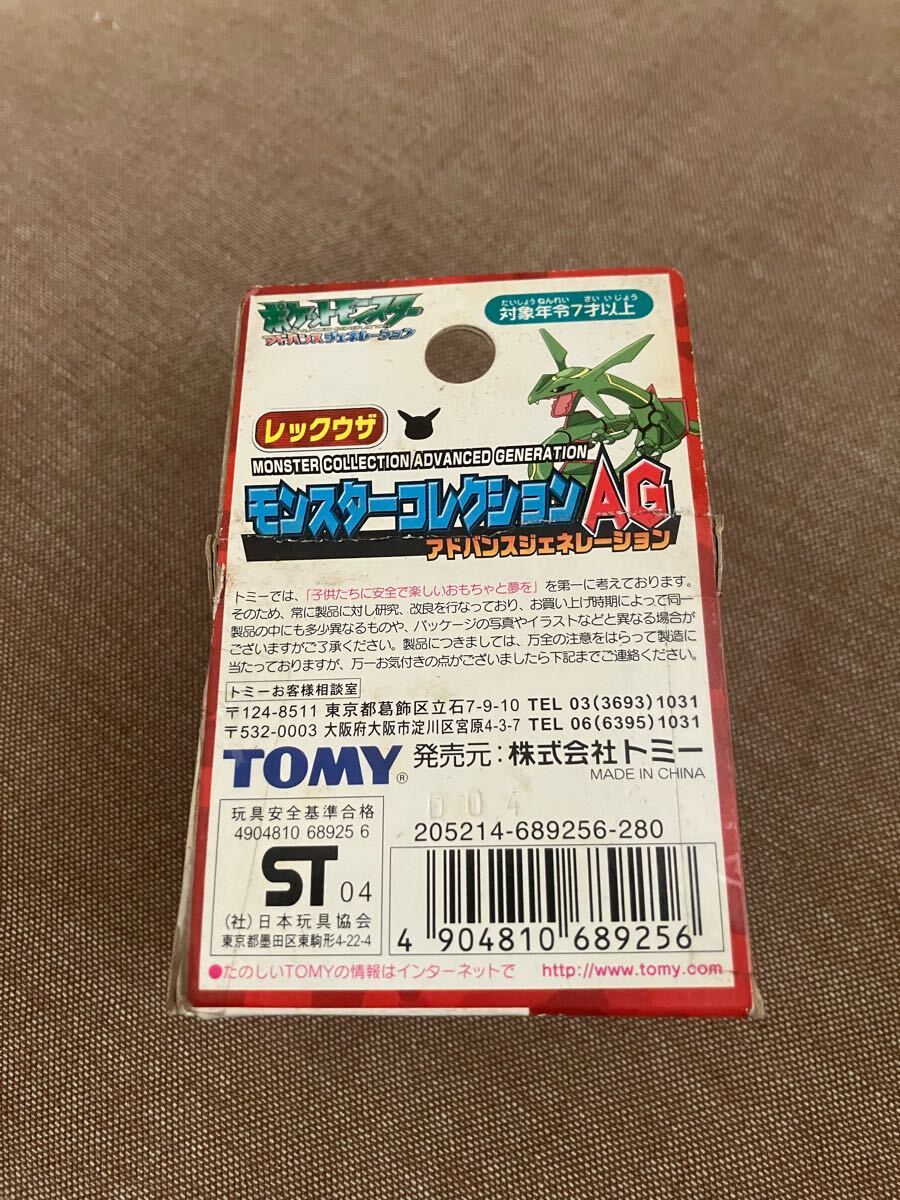 ポケットモンスター
アドバンスジェネレーション
たいしょうねんれい さいいじょう
対象年令7才以上
レックウザ
MONSTER COLLECTION ADVANCED GENERATION
モンスターコレクションAG
アドバンスジェネレーション
トミーでは、「子供たちに安全で楽しいおもちゃと夢を」を第一に考えております。
そのため、常に製品に対し研究、改良を行なっており、お買い上げ時期によって同一
製品の中にも多少異なるものや、パッケージの写真やイラストなどと異なる場合が
ございますがご了承ください。製品につきましては、万全の注意をはらって製造に
当たっておりますが、万一お気付きの点がございましたら下記までご連絡ください。
トミーお客様相談室
〒124-8511 東京都葛飾区立石7-9-10 TEL 03(3693)1031
〒532-0003 大阪府大阪市淀川区宮原4-3-7 TEL 06(6395)1031
TOMY® 発売元：株式会社トミー
MADE IN CHINA
004
玩具安全基準合格
4904810 68925 6
ST 04
(社)日本玩具協会
東京都墨田区東駒形4-22-4
205214-689256-280
4 904810 689256
●たのしいTOMYの情報はインターネットで http://www.tomy.com